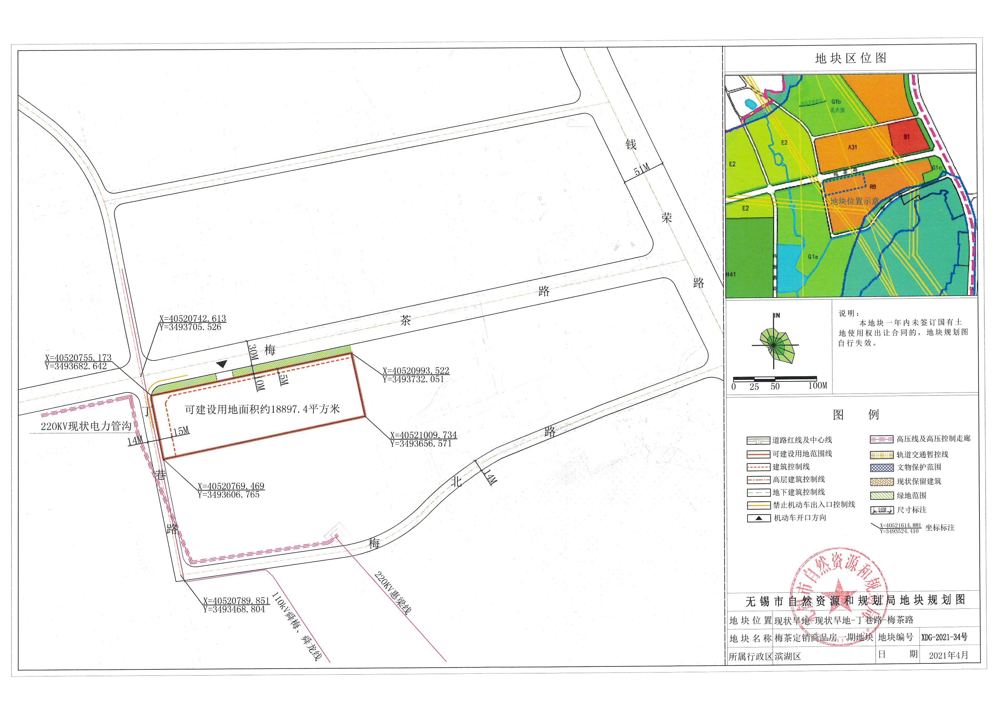 地块区位图
G1b
花卉园
E2
A31
B1
E2
G1c
梅茶路
RB
地块位置示意
E2
G1a
H41
钱
51M
荣
路
路
茶
梅
30M
X=40520742.613
Y=3493705.526
X=40520755.173
Y=3493682.642
X=40520993.522
Y=3493732.051
10M
5M
可建设用地面积约18897.4平方米
丁
220KV现状电力管沟
14M
15M
X=40521009.734
Y=3493656.571
路
巷
14M
北
X=40520769.469
Y=3493606.765
路
梅
220KV惠梁线
110kV舜梅、舜龙线
X=40520789.851
Y=3493468.804
N
0 25 50 100M
说明:
本地块一年内未签订国有土
地使用权出让合同的,地块规划图
自行失效。
图 例
道路红线及中心线
可建设用地范围线
建筑控制线
高层建筑控制线
地下建筑控制线
禁止机动车出入口控制线
机动车开口方向
高压线及高压控制走廊
轨道交通暂控线
文物保护范围
现状保留建筑
绿地范围
16M 尺寸标注
X=40521614.881
Y=3493524.410
坐标标注
无锡市自然资源和规划局
无锡市自然资源和规划局地块规划图
地块位置 现状旱地-现状旱地-丁巷路-梅茶路
地块名称 梅茶定销商品房一期地块 地块编号 XDG-2021-34号
所属行政区 滨湖区 日 期 2021年4月